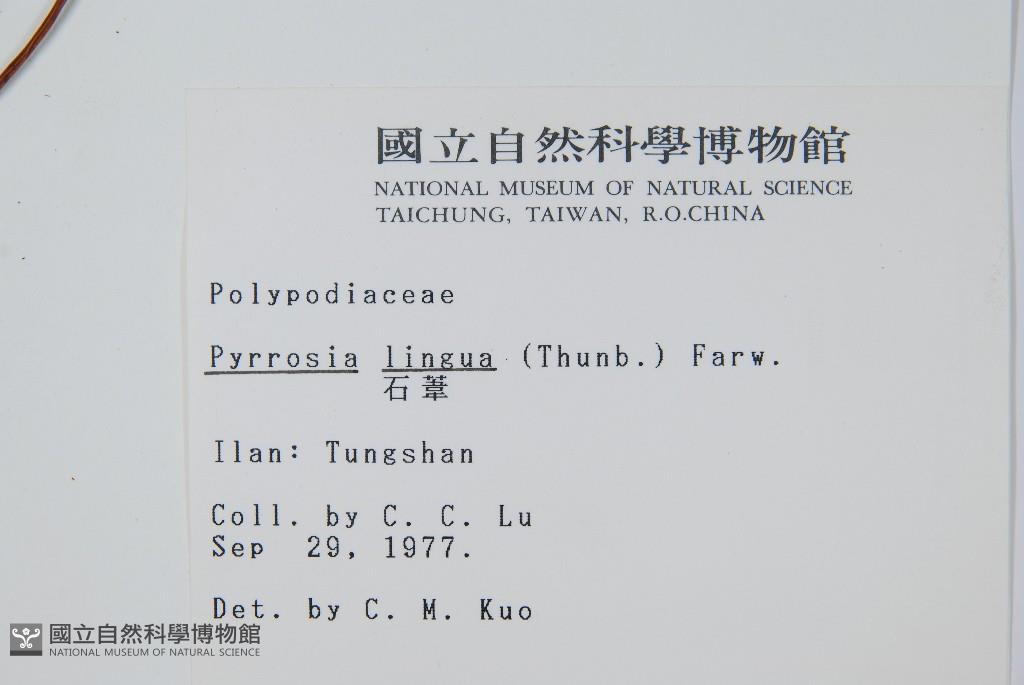 國立自然科學博物館
NATIONAL MUSEUM OF NATURAL SCIENCE
TAICHUNG, TAIWAN, R.O.CHINA
Polypodiaceae
Pyrrosia lingua (Thunb.) Farw.
石葦
Ilan: Tungshan
Coll. by C. C. Lu
Sep 29, 1977.
Det. by C. M. Kuo
國立自然科學博物館
NATIONAL MUSEUM OF NATURAL SCIENCE